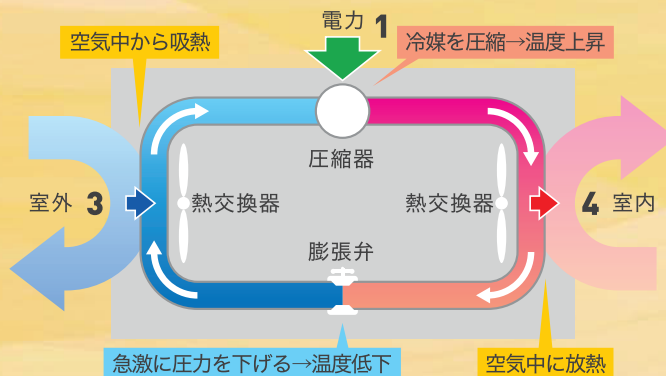 電力 1
空気中から吸熱
冷媒を圧縮→温度上昇
圧縮器
室外 3
熱交換器
熱交換器
4 室内
膨張弁
急激に圧力を下げる→温度低下
空気中に放熱